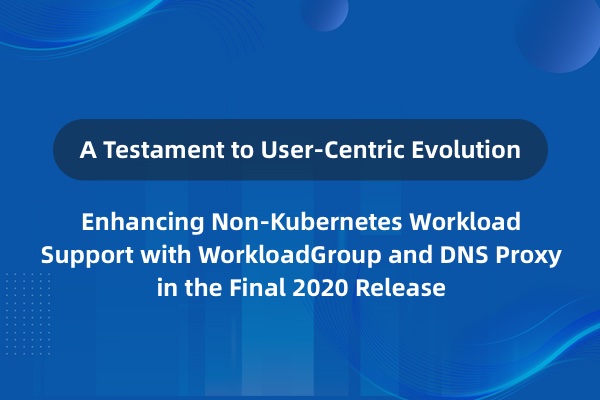 A Testament to User-Centric Evolution
Enhancing Non-Kubernetes Workload
Support with WorkloadGroup and DNS Proxy
in the Final 2020 Release